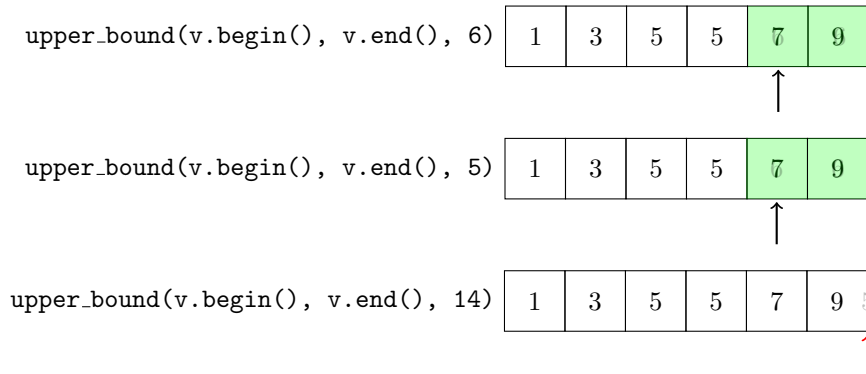 upper_bound(v.begin(), v.end(), 6) 1 3 5 5 7 9
upper_bound(v.begin(), v.end(), 5) 1 3 5 5 7 9
upper_bound(v.begin(), v.end(), 14) 1 3 5 5 7 9